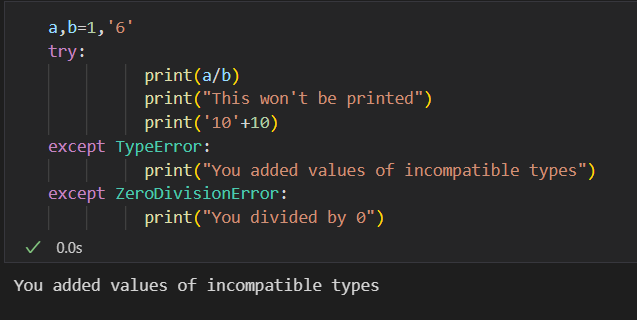 a,b=1,'6'
try:
            print(a/b)
            print("This won't be printed")
            print('10'+10)
except TypeError:
            print("You added values of incompatible types")
except ZeroDivisionError:
            print("You divided by 0")
0.0s
You added values of incompatible types